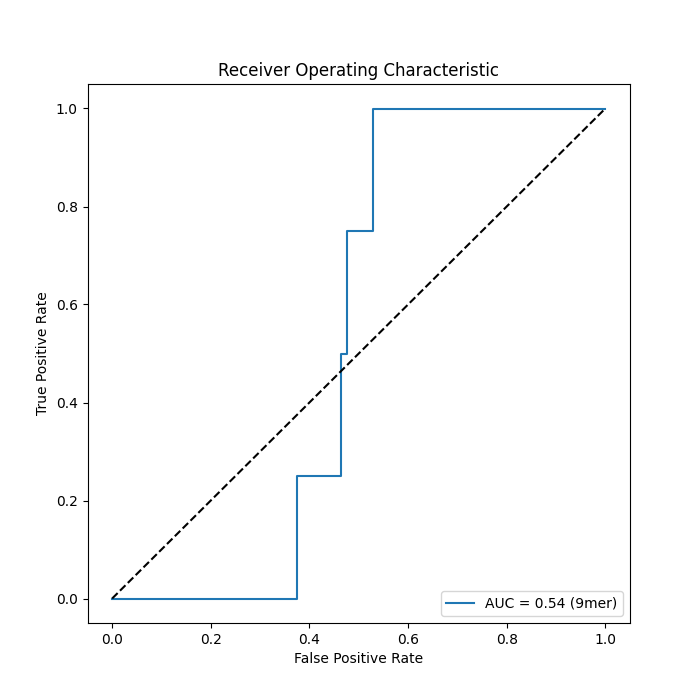 Receiver Operating Characteristic
1.0
0.8
0.6
0.4
0.2
0.0
True Positive Rate
0.0 0.2 0.4 0.6 0.8 1.0
False Positive Rate
AUC = 0.54 (9mer)